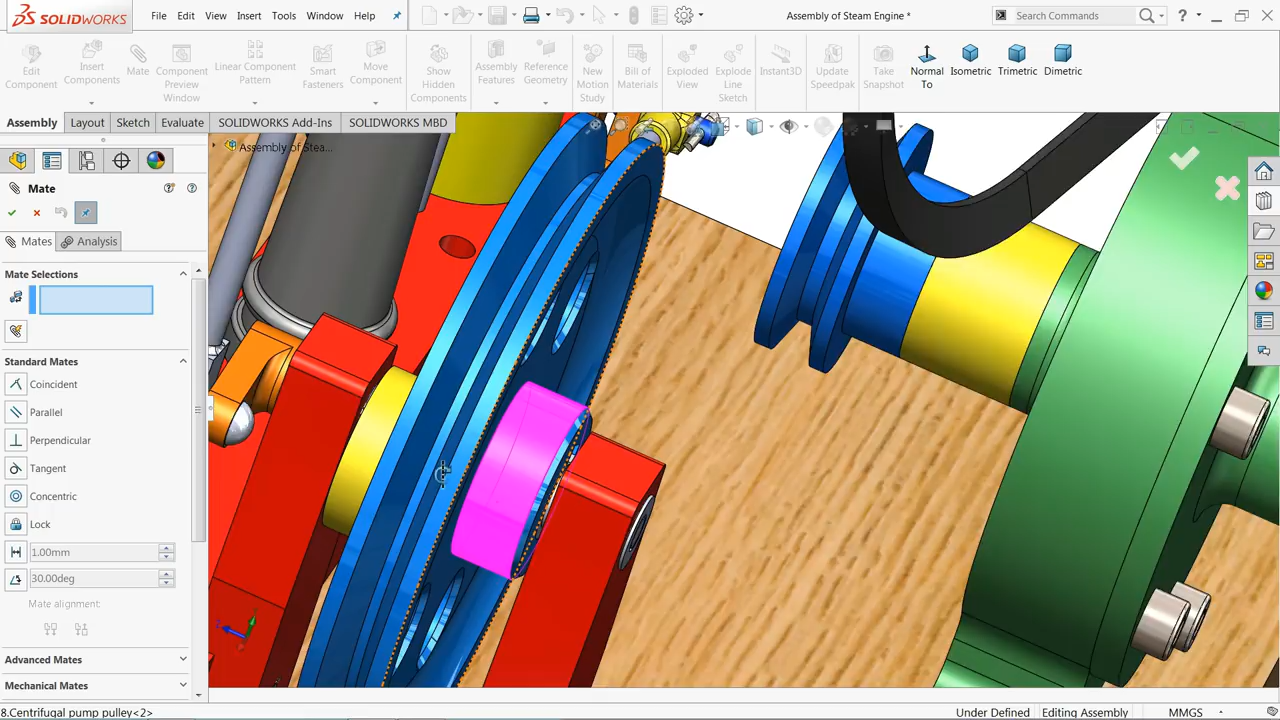 SOLIDWORKS
File Edit View Insert Tools Window Help
Assembly of Steam Engine *
Search Commands
?
Edit Component
Insert Components
Mate
Component Preview Window
Linear Component Pattern
Smart Fasteners
Move Component
Show Hidden Components
Assembly Features
Reference Geometry
New Motion Study
Bill of Materials
Exploded View
Explode Line Sketch
Instant3D
Update Speedpak
Take Snapshot
Normal To
Isometric
Trimetric
Dimetric
Assembly Layout Sketch Evaluate SOLIDWORKS Add-Ins SOLIDWORKS MBD
Assembly of Stea...
Mate
Mates Analysis
Mate Selections
Standard Mates
Coincident
Parallel
Perpendicular
Tangent
Concentric
Lock
1.00mm
30.00deg
Mate alignment:
Advanced Mates
Mechanical Mates
8.Centrifugal pump pulley<2>
Under Defined Editing Assembly MMGS